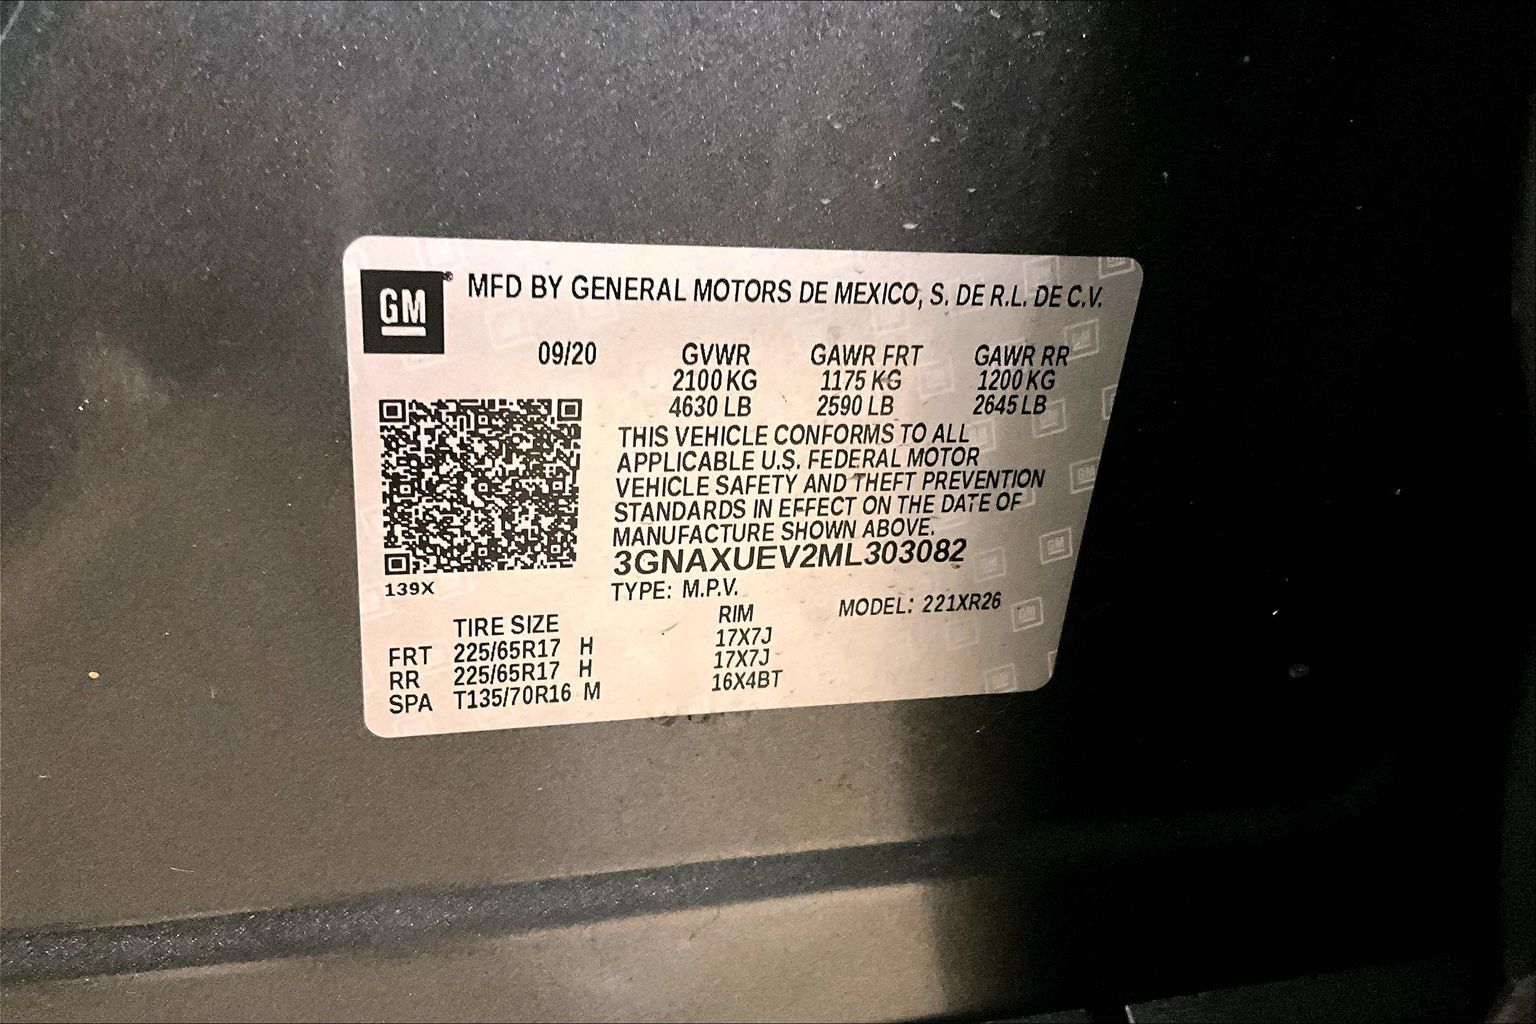 GM
MFD BY GENERAL MOTORS DE MEXICO, S. DE R.L. DE C.V.
09/20 GVWR GAWR FRT GAWR RR
2100 KG 1175 KG 1200 KG
4630 LB 2590 LB 2645 LB
THIS VEHICLE CONFORMS TO ALL
APPLICABLE U.S. FEDERAL MOTOR
VEHICLE SAFETY AND THEFT PREVENTION
STANDARDS IN EFFECT ON THE DATE OF
MANUFACTURE SHOWN ABOVE.
3GNAXUEV2ML303082
139X
TYPE: M.P.V. MODEL: 221XR26
TIRE SIZE RIM
FRT 225/65R17 H 17X7J
RR 225/65R17 H 17X7J
SPA T135/70R16 M 16X4BT